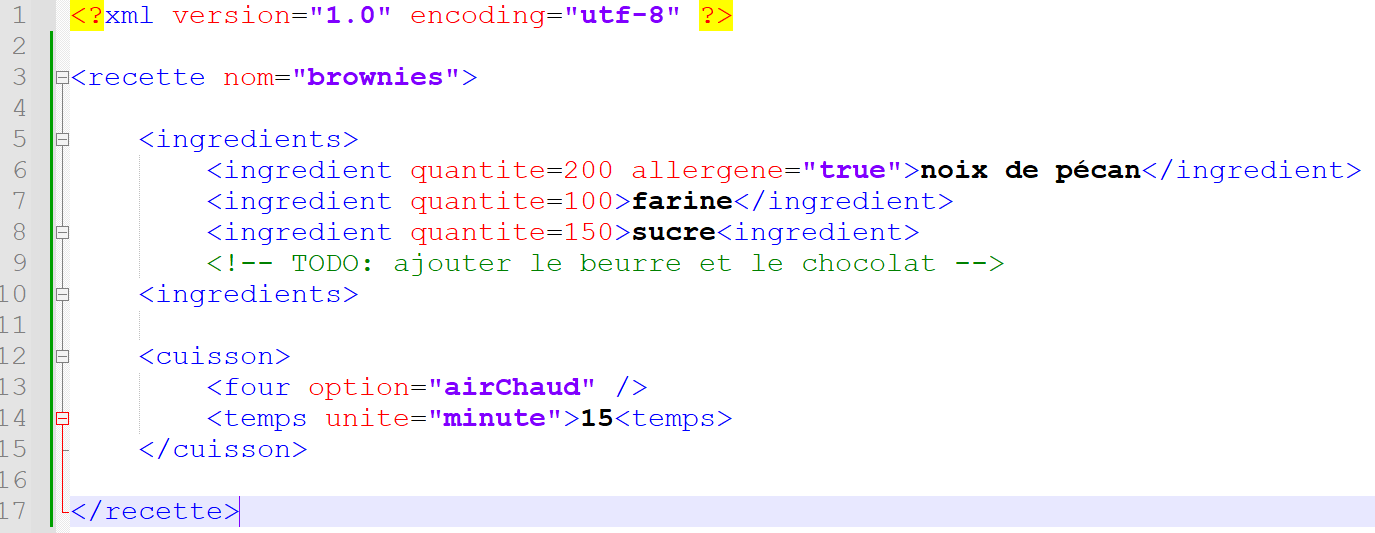 1 <?xml version="1.0" encoding="utf-8" ?>
2
3 <recette nom="brownies">
4
5 <ingredients>
6 <ingredient quantite=200 allergene="true">noix de pécan</ingredient>
7 <ingredient quantite=100>farine</ingredient>
8 <ingredient quantite=150>sucre<ingredient>
9 <!-- TODO: ajouter le beurre et le chocolat -->
10 <ingredients>
11
12 <cuisson>
13 <four option="airChaud" />
14 <temps unite="minute">15<temps>
15 </cuisson>
16
17 </recette>